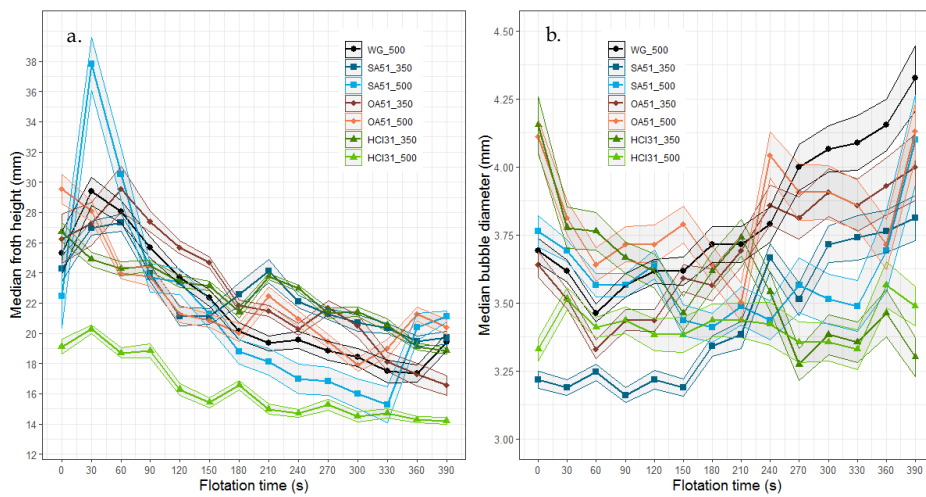 a.
WG_500
SA51_350
SA51_500
OA51_350
OA51_500
HCl31_350
HCl31_500
Median froth height (mm)
38
36
34
32
30
28
26
24
22
20
18
16
14
12
0 30 60 90 120 150 180 210 240 270 300 330 360 390
Flotation time (s)
b.
WG_500
SA51_350
SA51_500
OA51_350
OA51_500
HCl31_350
HCl31_500
Median bubble diameter (mm)
4.50
4.25
4.00
3.75
3.50
3.25
3.00
0 30 60 90 120 150 180 210 240 270 300 330 360 390
Flotation time (s)